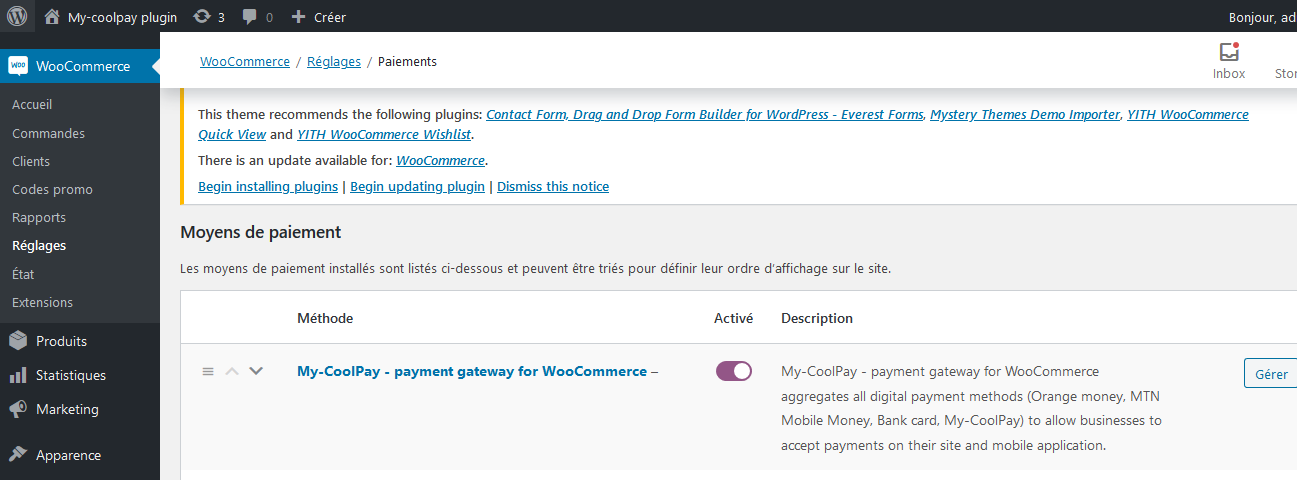 My-coolpay plugin 3 0 Créer Bonjour, ad
WooCommerce
Accueil
Commandes
Clients
Codes promo
Rapports
Réglages
État
Extensions
Produits
Statistiques
Marketing
Apparence
WooCommerce / Réglages / Paiements
Inbox
Stor
This theme recommends the following plugins: Contact Form, Drag and Drop Form Builder for WordPress - Everest Forms, Mystery Themes Demo Importer, YITH WooCommerce
Quick View and YITH WooCommerce Wishlist.
There is an update available for: WooCommerce.
Begin installing plugins | Begin updating plugin | Dismiss this notice
Moyens de paiement
Les moyens de paiement installés sont listés ci-dessous et peuvent être triés pour définir leur ordre d'affichage sur le site.
Méthode Activé Description
My-CoolPay - payment gateway for WooCommerce –
My-CoolPay - payment gateway for WooCommerce
aggregates all digital payment methods (Orange money, MTN
Mobile Money, Bank card, My-CoolPay) to allow businesses to
accept payments on their site and mobile application.
Gérer